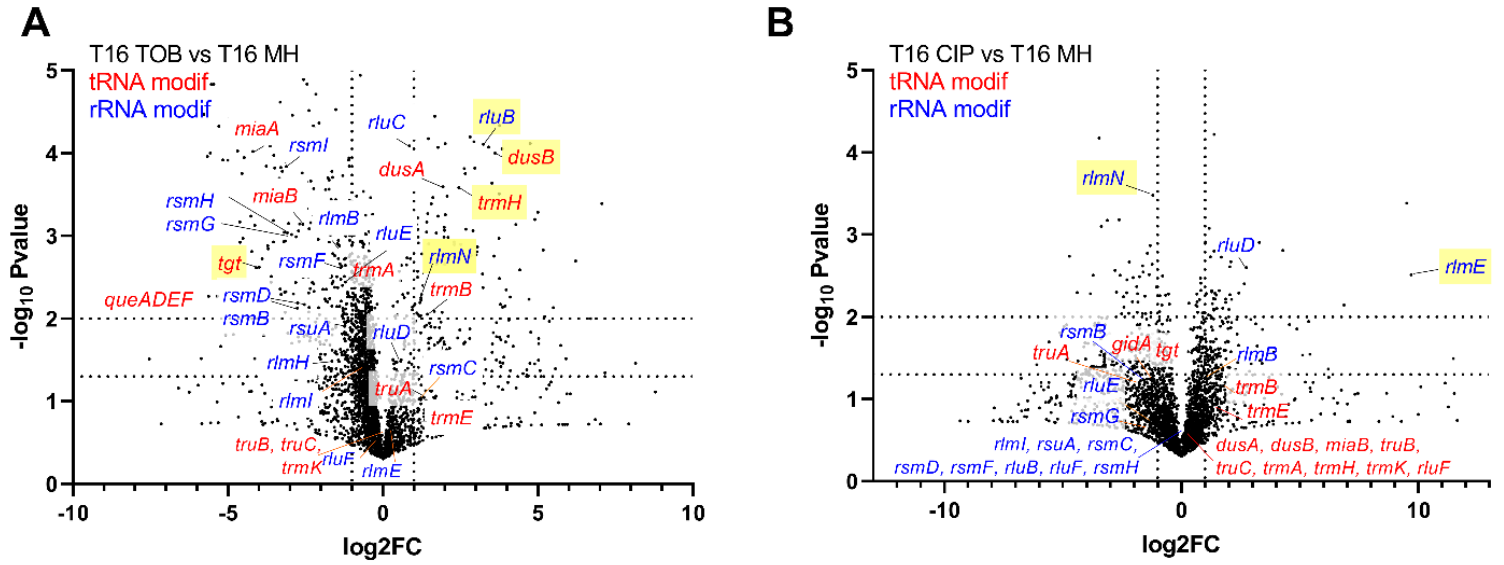 A
T16 TOB vs T16 MH
tRNA modif
rRNA modif
5
4
3
2
1
0
-log10 Pvalue
miaA
rsmI
rluC
rluB
dusB
dusA
trmH
rsmH
miaB
rsmG
rlmB
rluE
tgt
rsmF
trmA
rlmN
queADEF
rsmD
trmB
rsmB
rsuA
rluD
rlmH
rsmC
rlmI
truA
trmE
truB, truC,
trmK
rluF
rlmE
-10
-5
0
5
10
log2FC
B
T16 CIP vs T16 MH
tRNA modif
rRNA modif
5
4
3
2
1
0
-log10 Pvalue
rlmN
rluD
rlmE
rsmB
truA
gidA
tgt
rlmB
rluE
trmB
rsmG
trmE
rlmI, rsuA, rsmC,
rsmD, rsmF, rluB, rluF, rsmH
dusA, dusB, miaB, truB,
truC, trmA, trmH, trmK, rluF
-10
0
10
log2FC